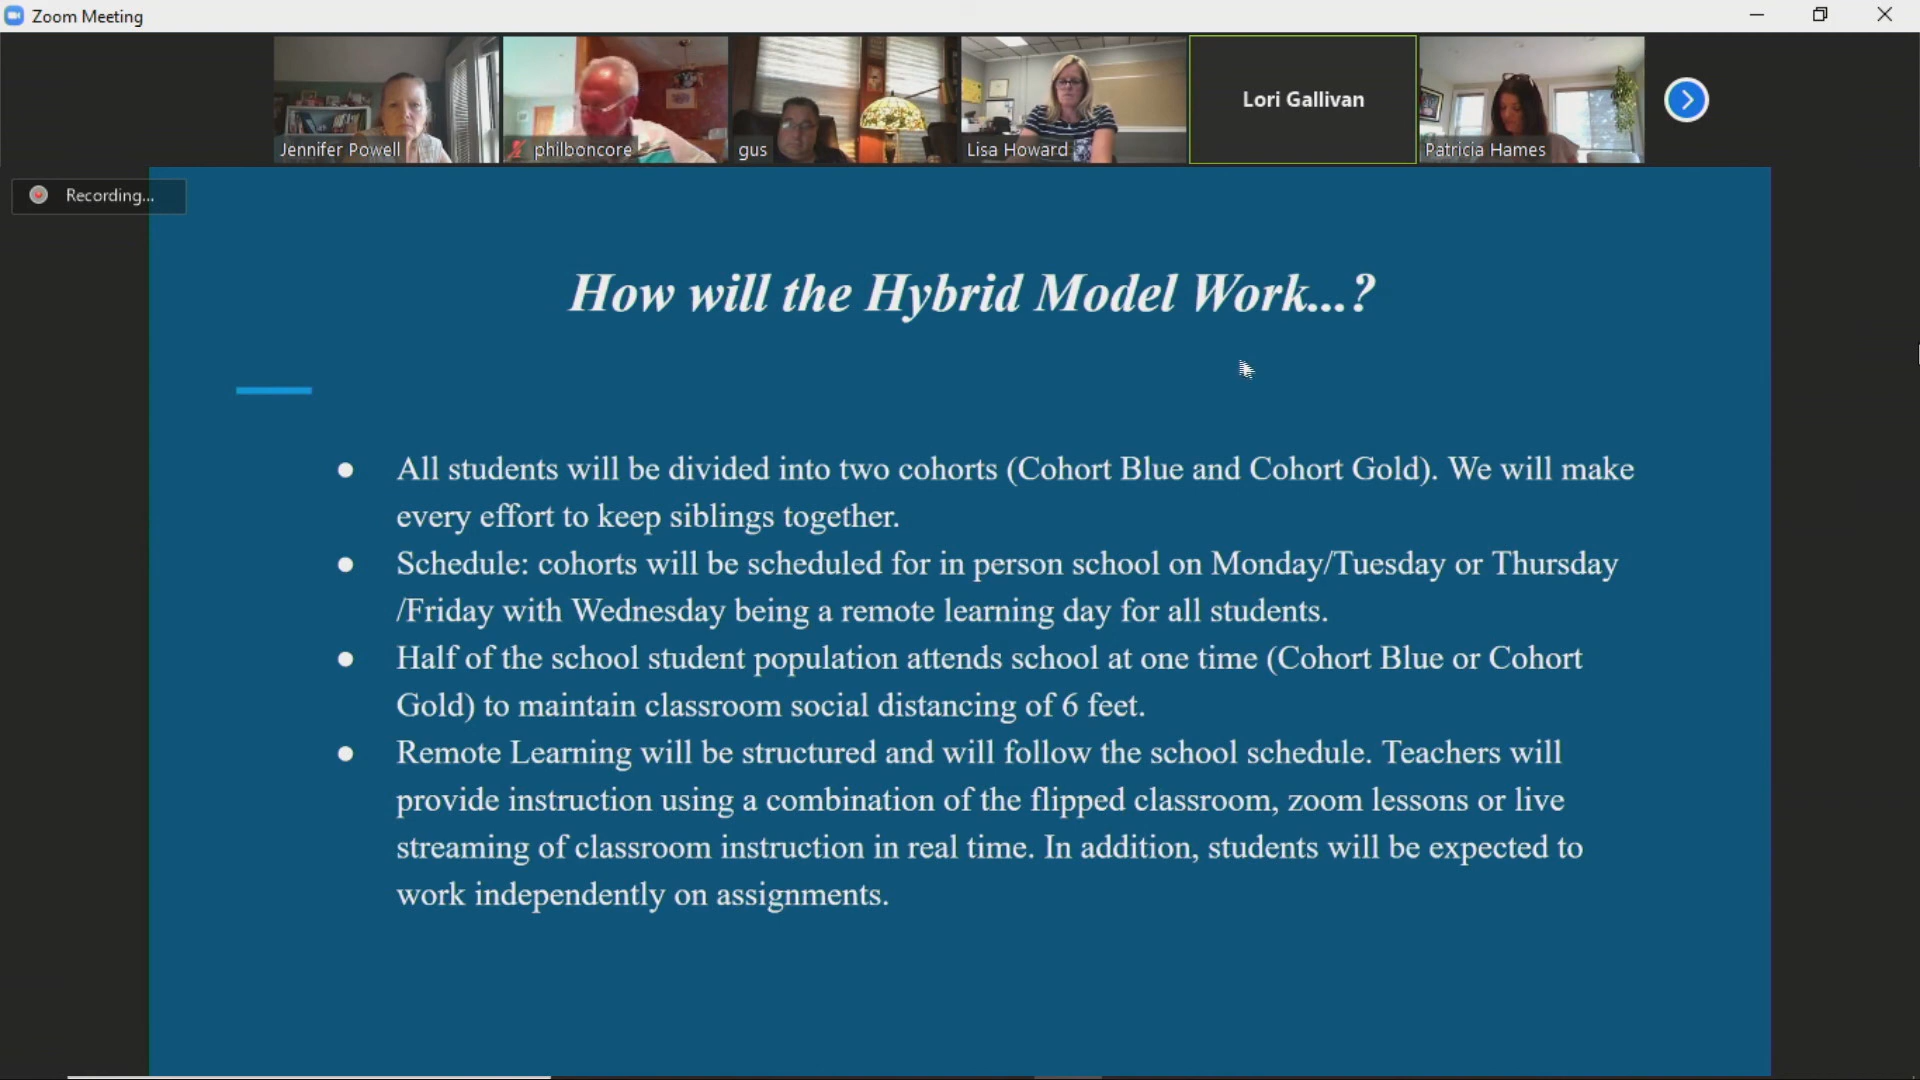 Zoom Meeting
Jennifer Powell
philboncore
gus
Lisa Howard
Lori Gallivan
Patricia Hames
Recording...
How will the Hybrid Model Work...?
All students will be divided into two cohorts (Cohort Blue and Cohort Gold). We will make
every effort to keep siblings together.
Schedule: cohorts will be scheduled for in person school on Monday/Tuesday or Thursday
/Friday with Wednesday being a remote learning day for all students.
Half of the school student population attends school at one time (Cohort Blue or Cohort
Gold) to maintain classroom social distancing of 6 feet.
Remote Learning will be structured and will follow the school schedule. Teachers will
provide instruction using a combination of the flipped classroom, zoom lessons or live
streaming of classroom instruction in real time. In addition, students will be expected to
work independently on assignments.